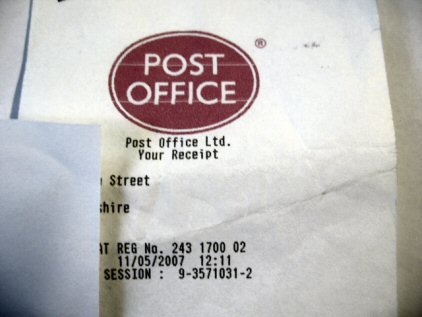 POST
OFFICE
®
Post Office Ltd.
Your Receipt
Street
shire
AT REG No. 243 1700 02
11/05/2007 12:11
SESSION : 9-3571031-2